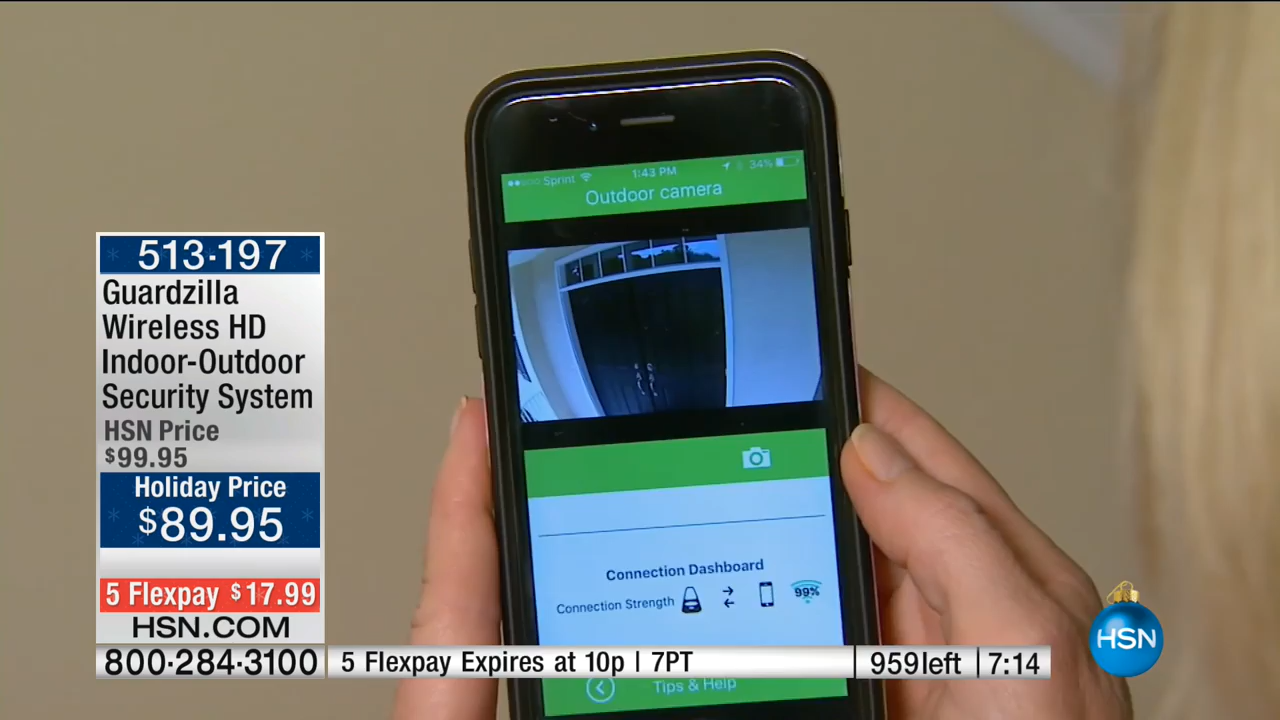 513-197
Guardzilla
Wireless HD
Indoor-Outdoor
Security System
HSN Price
$99.95
Holiday Price
$89.95
5 Flexpay $17.99
HSN.COM
800-284-3100
5 Flexpay Expires at 10p | 7PT
959 left
7:14
Sprint
1:43 PM
34%
Outdoor camera
Connection Dashboard
Connection Strength
99%
Tips & Help
HSN